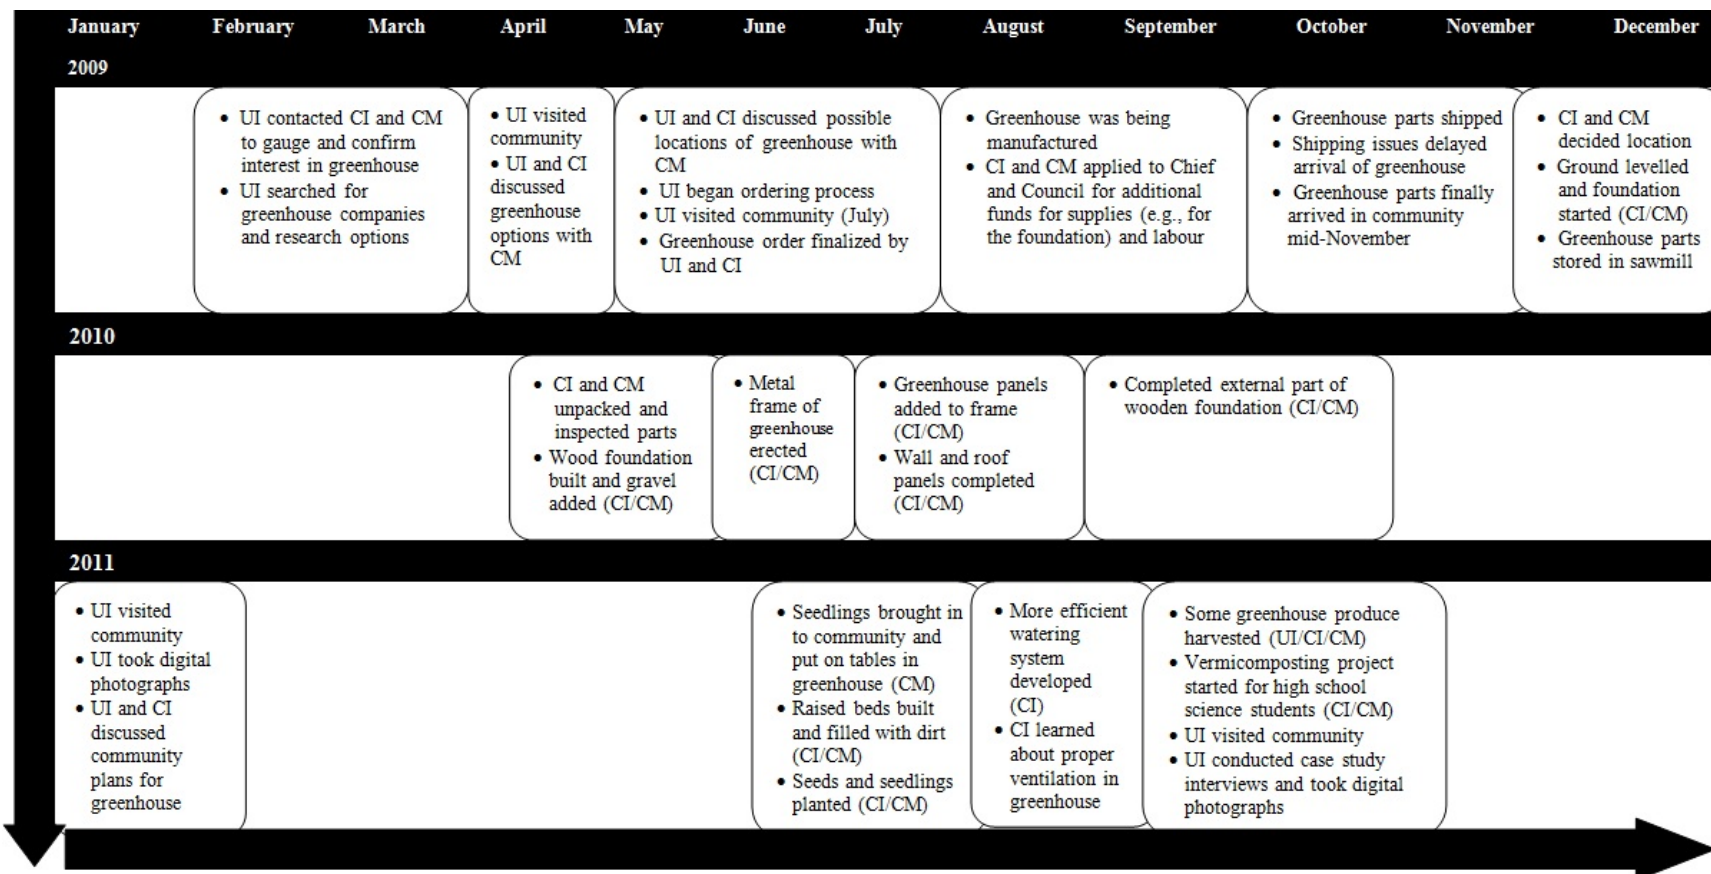 January February March April May June July August September October November December
2009
• UI contacted CI and CM
to gauge and confirm
interest in greenhouse
• UI searched for
greenhouse companies
and research options
• UI visited
community
• UI and CI
discussed
greenhouse
options with
CM
• UI and CI discussed possible
locations of greenhouse with
CM
• UI began ordering process
• UI visited community (July)
• Greenhouse order finalized by
UI and CI
• Greenhouse was being
manufactured
• CI and CM applied to Chief
and Council for additional
funds for supplies (e.g., for
the foundation) and labour
• Greenhouse parts shipped
• Shipping issues delayed
arrival of greenhouse
• Greenhouse parts finally
arrived in community
mid-November
• CI and CM
decided location
• Ground levelled
and foundation
started (CI/CM)
• Greenhouse parts
stored in sawmill
2010
• CI and CM
unpacked and
inspected parts
• Wood foundation
built and gravel
added (CI/CM)
• Metal
frame of
greenhouse
erected
(CI/CM)
• Greenhouse panels
added to frame
(CI/CM)
• Wall and roof
panels completed
(CI/CM)
• Completed external part of
wooden foundation (CI/CM)
2011
• UI visited
community
• UI took digital
photographs
• UI and CI
discussed
community
plans for
greenhouse
• Seedlings brought in
to community and
put on tables in
greenhouse (CM)
• Raised beds built
and filled with dirt
(CI/CM)
• Seeds and seedlings
planted (CI/CM)
• More efficient
watering
system
developed
(CI)
• CI learned
about proper
ventilation in
greenhouse
• Some greenhouse produce
harvested (UI/CI/CM)
• Vermicomposting project
started for high school
science students (CI/CM)
• UI visited community
• UI conducted case study
interviews and took digital
photographs